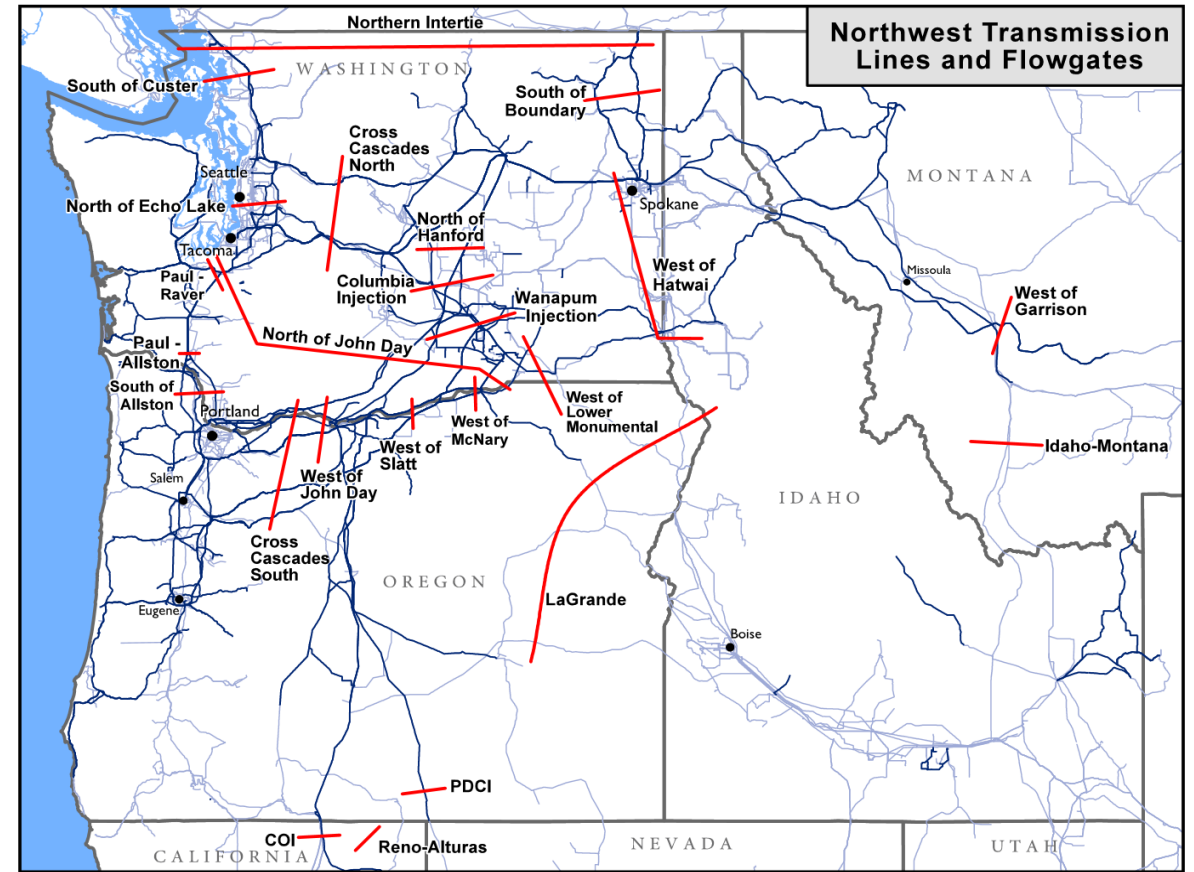 Northwest Transmission
Lines and Flowgates
Northern Intertie
WASHINGTON
South of Custer
South of
Boundary
Cross
Cascades
North
MONTANA
Seattle
Spokane
North of Echo Lake
North of
Hanford
Tacoma
Paul -
Raver
Columbia
Injection
West of
Hatwai
Missoula
West of
Garrison
Wanapum
Injection
North of John Day
Paul -
Allston
South of
Allston
Portland
West of
Lower
Monumental
West of
McNary
West of
Slatt
Idaho-Montana
Salem
West of
John Day
IDAHO
Cross
Cascades
South
OREGON
LaGrande
Eugene
Boise
PDCI
COI
Reno-Alturas
CALIFORNIA
NEVADA
UTAH